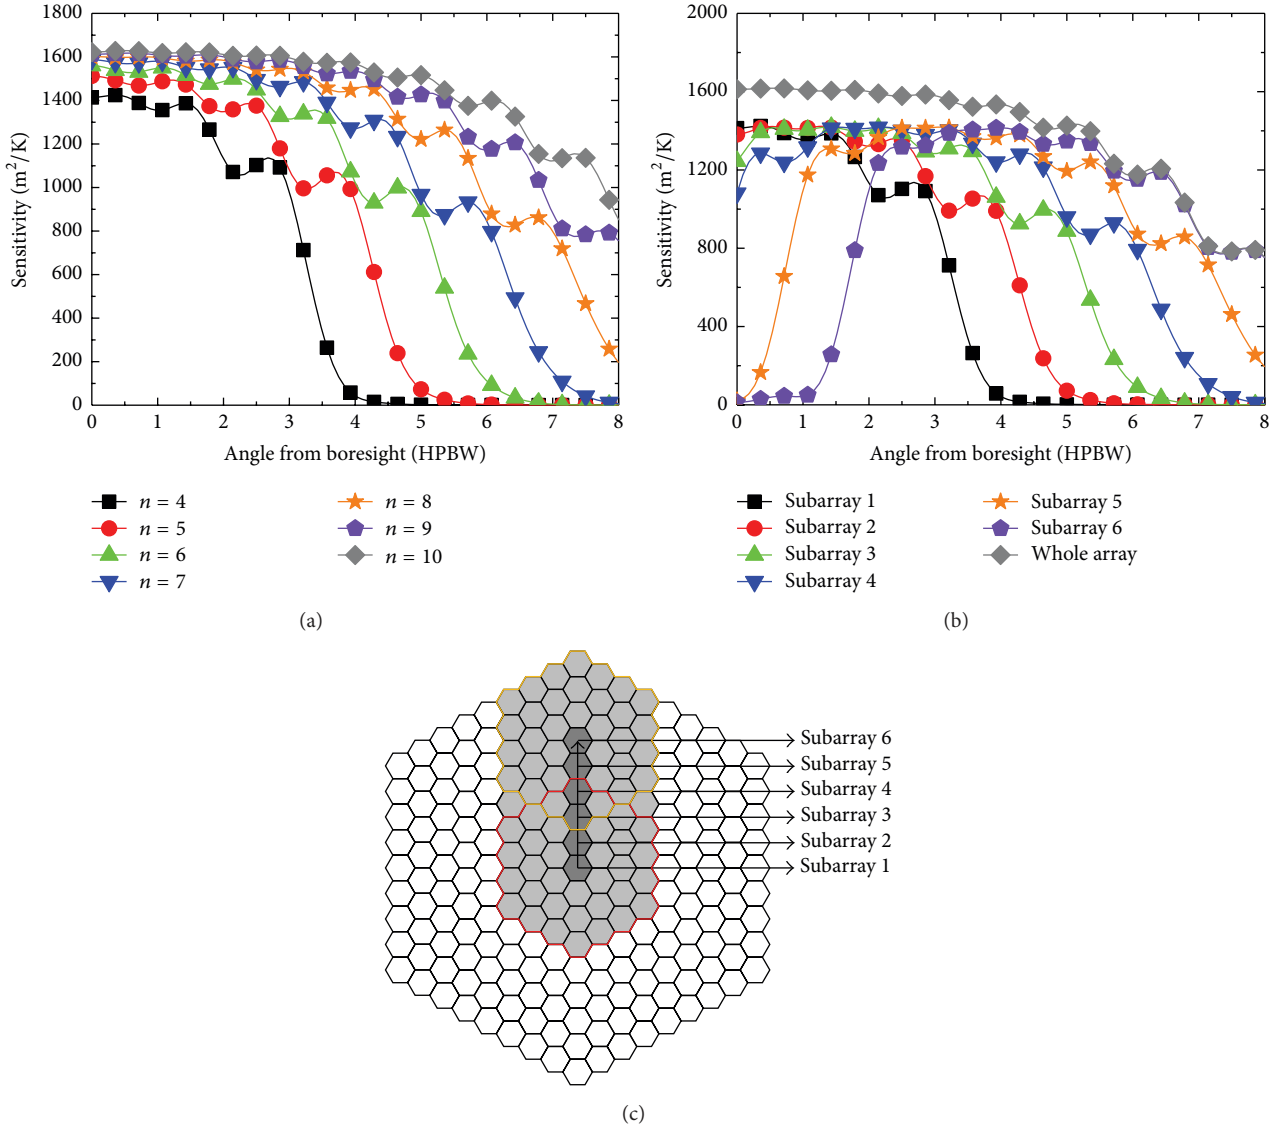 1800
1600
1400
1200
1000
800
600
400
200
0
Sensitivity (m²/K)
0 1 2 3 4 5 6 7 8
Angle from boresight (HPBW)
n = 4
n = 5
n = 6
n = 7
n = 8
n = 9
n = 10
(a)
2000
1600
1200
800
400
0
Sensitivity (m²/K)
0 1 2 3 4 5 6 7 8
Angle from boresight (HPBW)
Subarray 1
Subarray 2
Subarray 3
Subarray 4
Subarray 5
Subarray 6
Whole array
(b)
Subarray 6
Subarray 5
Subarray 4
Subarray 3
Subarray 2
Subarray 1
(c)